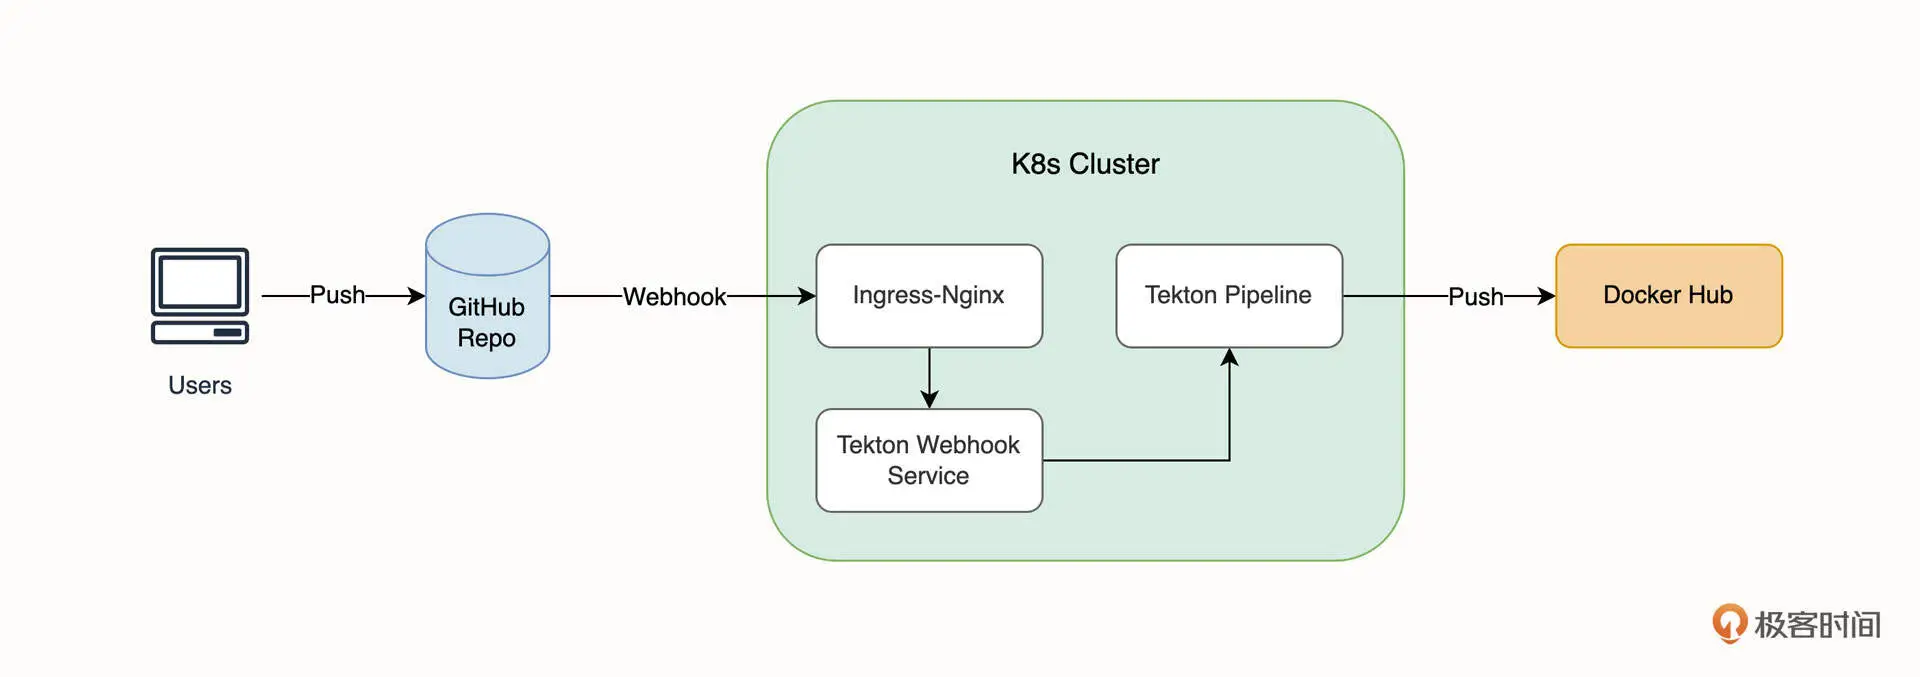 K8s Cluster
Users
Push
GitHub
Repo
Webhook
Ingress-Nginx
Tekton Webhook
Service
Tekton Pipeline
Push
Docker Hub
极客时间